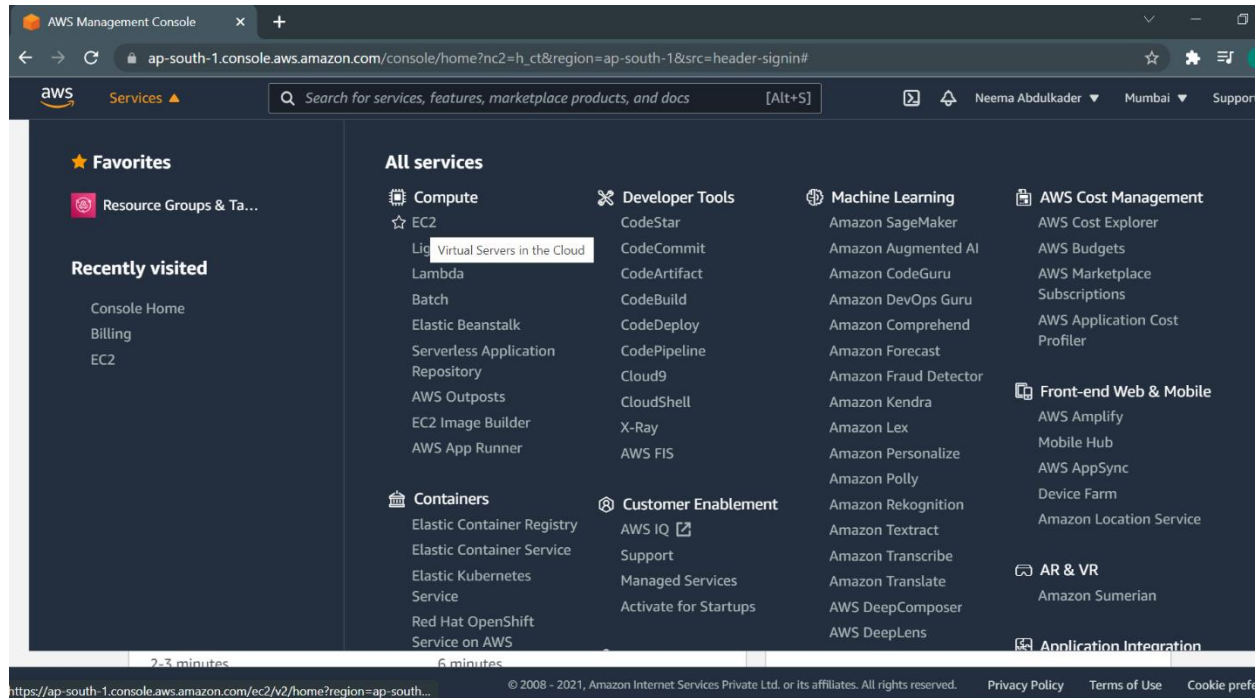 AWS Management Console
ap-south-1.console.aws.amazon.com/console/home?nc2=h_ct&region=ap-south-1&src=header-signin#
aws
Services
Search for services, features, marketplace products, and docs
[Alt+S]
Neema Abdulkader
Mumbai
Support
Favorites
Resource Groups & Ta...
Recently visited
Console Home
Billing
EC2
All services
Compute
EC2
Lig
Virtual Servers in the Cloud
Lambda
Batch
Elastic Beanstalk
Serverless Application
Repository
AWS Outposts
EC2 Image Builder
AWS App Runner
Containers
Elastic Container Registry
Elastic Container Service
Elastic Kubernetes
Service
Red Hat OpenShift
Service on AWS
Developer Tools
CodeStar
CodeCommit
CodeArtifact
CodeBuild
CodeDeploy
CodePipeline
Cloud9
CloudShell
X-Ray
AWS FIS
Customer Enablement
AWS IQ
Support
Managed Services
Activate for Startups
Machine Learning
Amazon SageMaker
Amazon Augmented AI
Amazon CodeGuru
Amazon DevOps Guru
Amazon Comprehend
Amazon Forecast
Amazon Fraud Detector
Amazon Kendra
Amazon Lex
Amazon Personalize
Amazon Polly
Amazon Rekognition
Amazon Textract
Amazon Transcribe
Amazon Translate
AWS DeepComposer
AWS DeepLens
AWS Cost Management
AWS Cost Explorer
AWS Budgets
AWS Marketplace
Subscriptions
AWS Application Cost
Profiler
Front-end Web & Mobile
AWS Amplify
Mobile Hub
AWS AppSync
Device Farm
Amazon Location Service
AR & VR
Amazon Sumerian
Application Integration
2-3 minutes
6 minutes
https://ap-south-1.console.aws.amazon.com/ec2/v2/home?region=ap-south...
© 2008 - 2021, Amazon Internet Services Private Ltd. or its affiliates. All rights reserved.
Privacy Policy
Terms of Use
Cookie prefe